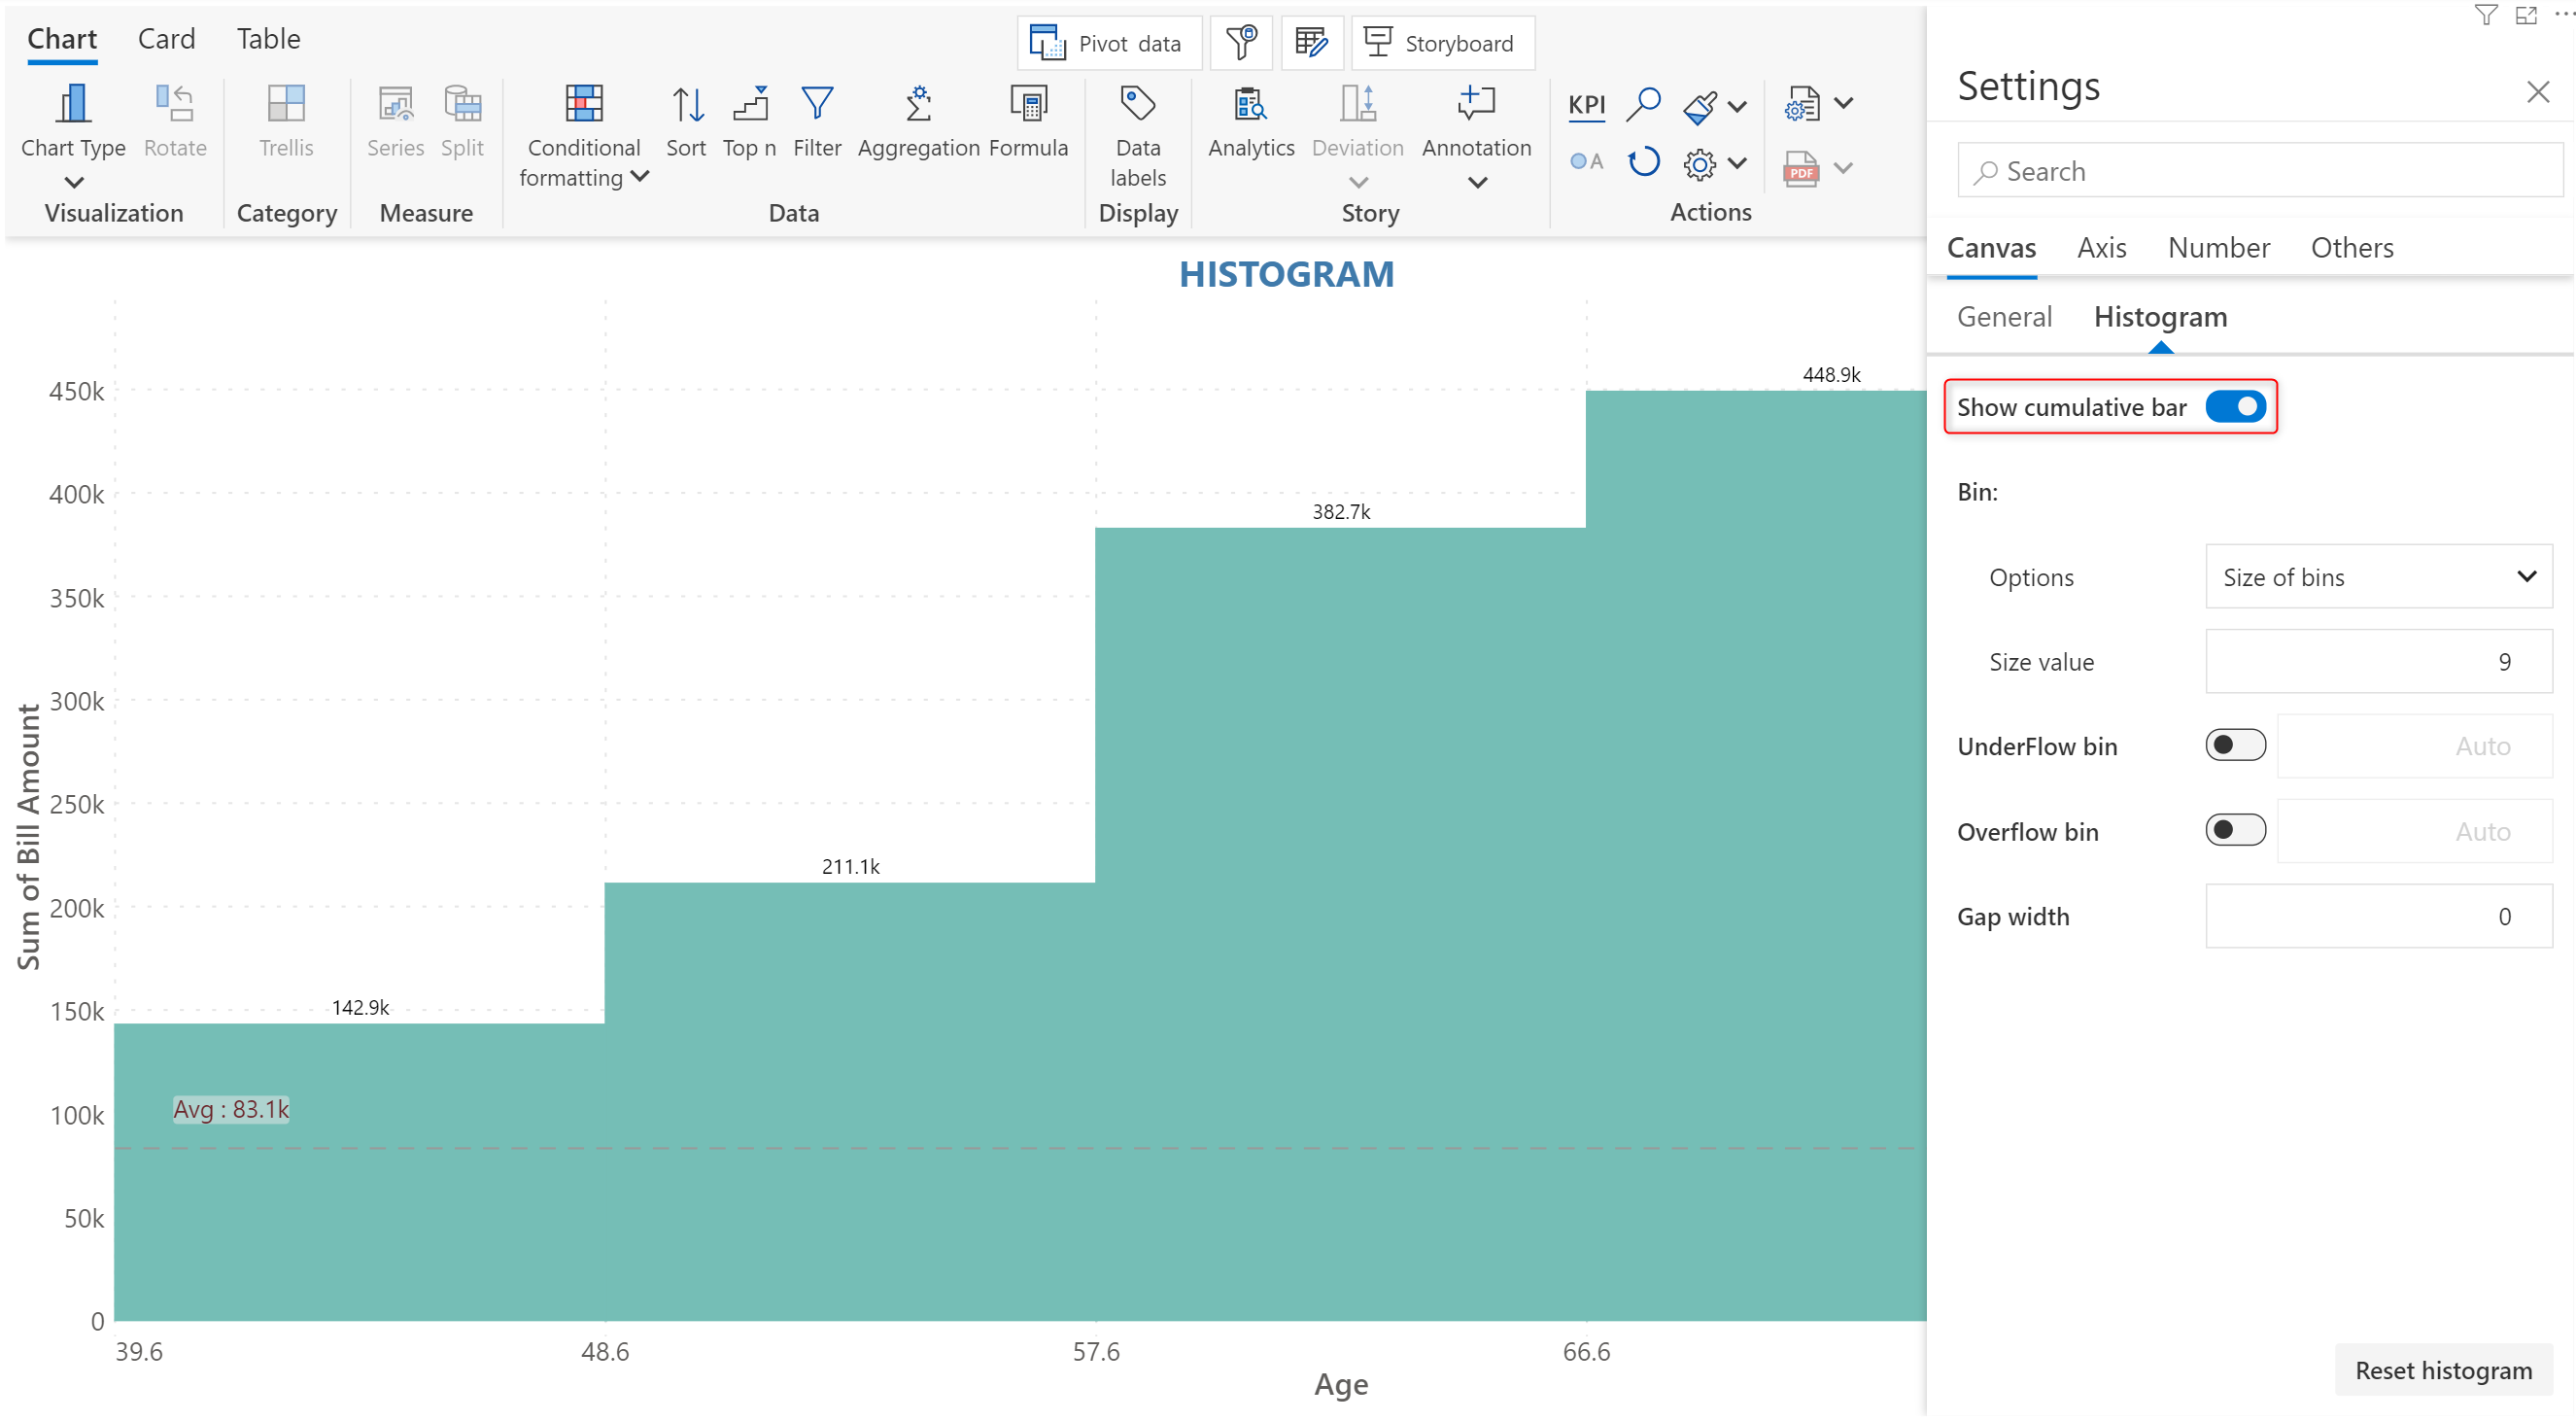 Chart Card Table
Pivot data
Storyboard
Chart Type
Rotate
Trellis
Series
Split
Conditional
formatting
Sort
Top n
Filter
Aggregation
Formula
Data
labels
Analytics
Deviation
Annotation
KPI
A
PDF
Visualization
Category
Measure
Data
Display
Story
Actions
HISTOGRAM
Sum of Bill Amount
450k
400k
350k
300k
250k
200k
150k
100k
50k
0
448.9k
382.7k
211.1k
142.9k
Avg : 83.1k
39.6 48.6 57.6 66.6
Age
Settings
Search
Canvas Axis Number Others
General Histogram
Show cumulative bar
Bin:
Options Size of bins
Size value 9
UnderFlow bin Auto
Overflow bin Auto
Gap width 0
Reset histogram